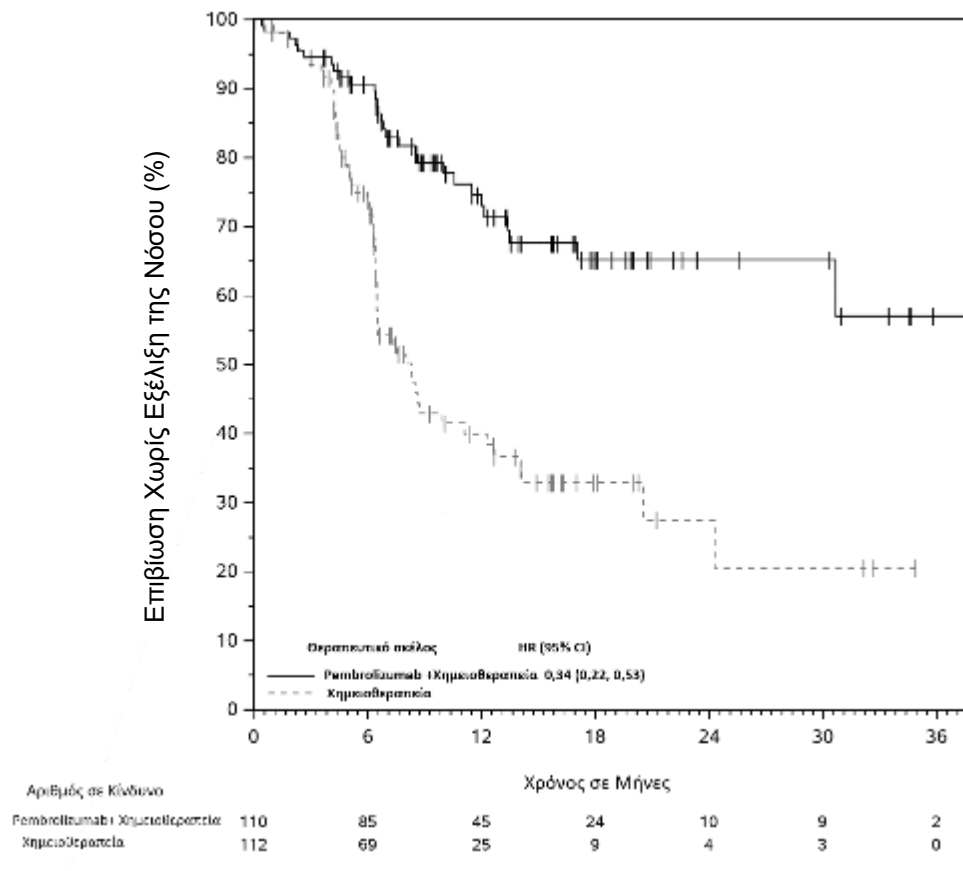 Επιβίωση Χωρίς Εξέλιξη της Νόσου (%)
100
90
80
70
60
50
40
30
20
10
0
Θεραπευτικό σκέλος HR (95% CI)
Pembrolizumab +Χημειοθεραπεία 0,34 (0,22, 0,53)
Χημειοθεραπεία
0 6 12 18 24 30 36
Χρόνος σε Μήνες
Αριθμός σε Κίνδυνο
Pembrolizumab+ Χημειοθεραπεία 110 85 45 24 10 9 2
Χημειοθεραπεία 112 69 25 9 4 3 0